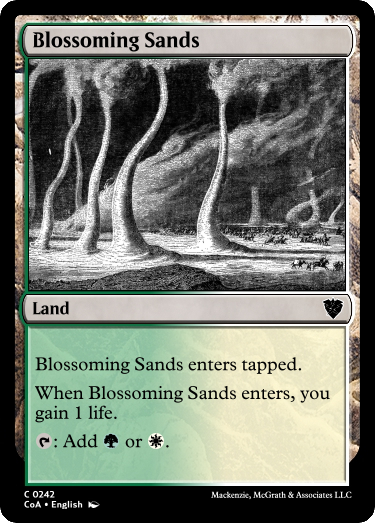 Blossoming Sands
Land
Blossoming Sands enters tapped.
When Blossoming Sands enters, you
gain 1 life.
: Add or .
C 0242
Mackenzie, McGrath & Associates LLC
CoA • English